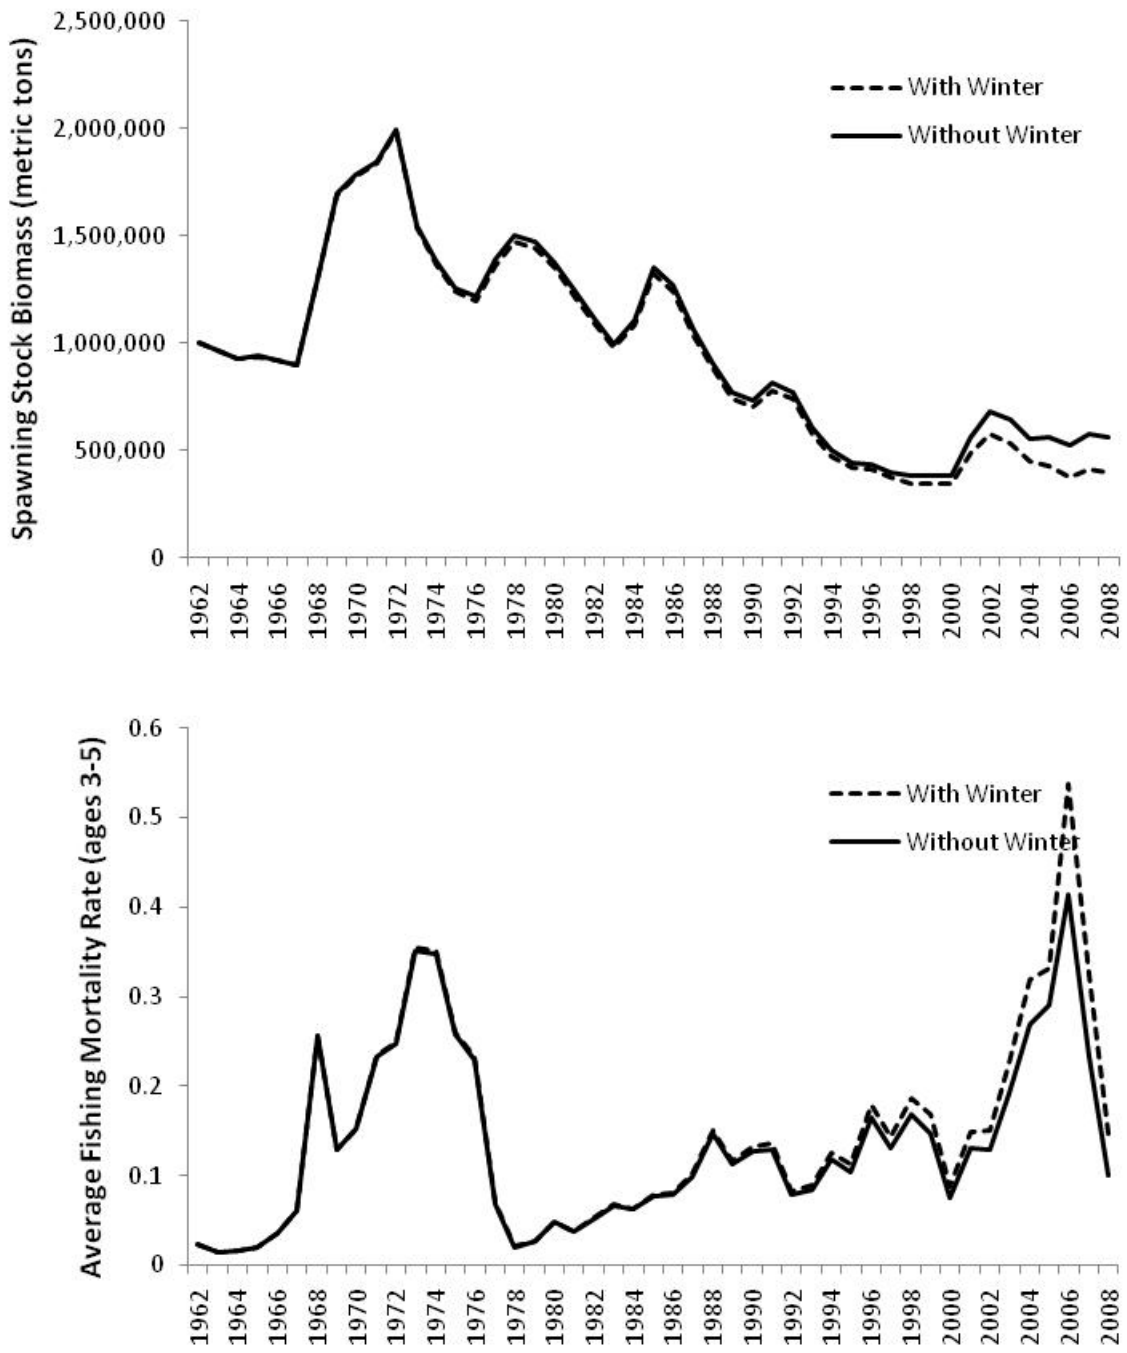 Spawning Stock Biomass (metric tons)
2,500,000
2,000,000
1,500,000
1,000,000
500,000
0
With Winter
Without Winter
1962 1964 1966 1968 1970 1972 1974 1976 1978 1980 1982 1984 1986 1988 1990 1992 1994 1996 1998 2000 2002 2004 2006 2008
Average Fishing Mortality Rate (ages 3-5)
0.6
0.5
0.4
0.3
0.2
0.1
0
With Winter
Without Winter
1962 1964 1966 1968 1970 1972 1974 1976 1978 1980 1982 1984 1986 1988 1990 1992 1994 1996 1998 2000 2002 2004 2006 2008